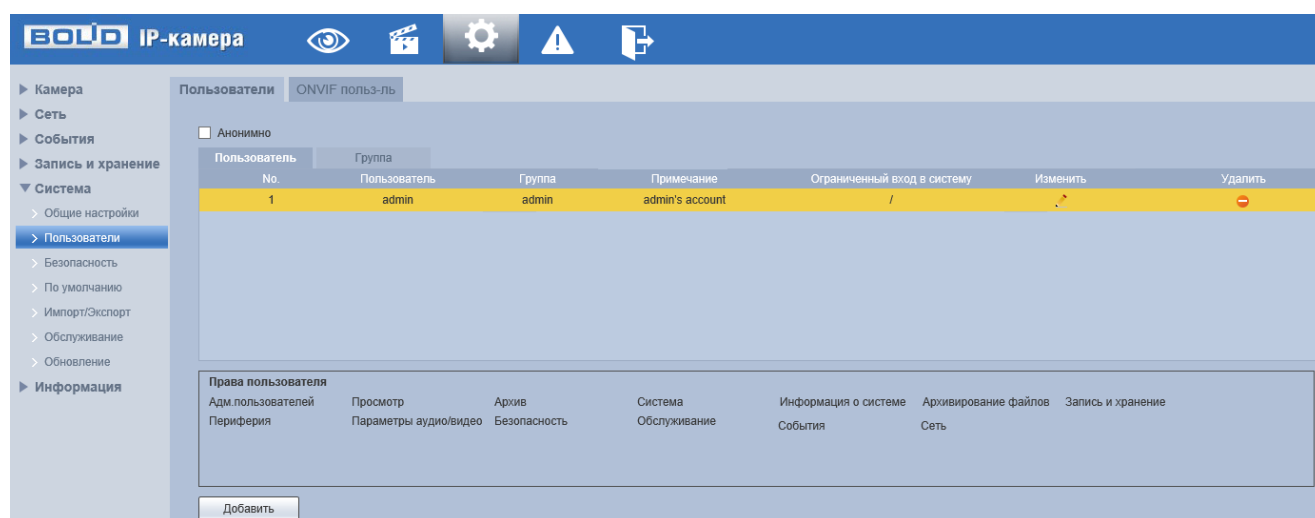 BOLID IP-камера
Камера
Сеть
События
Запись и хранение
Система
Общие настройки
Пользователи
Безопасность
По умолчанию
Импорт/Экспорт
Обслуживание
Обновление
Информация
Пользователи ONVIF польз-ль
Анонимно
Пользователь Группа
No. Пользователь Группа Примечание Ограниченный вход в систему Изменить Удалить
1 admin admin admin's account /
Права пользователя
Адм.пользователей Просмотр Архив Система Информация о системе Архивирование файлов Запись и хранение
Периферия Параметры аудио/видео Безопасность Обслуживание События Сеть
Добавить